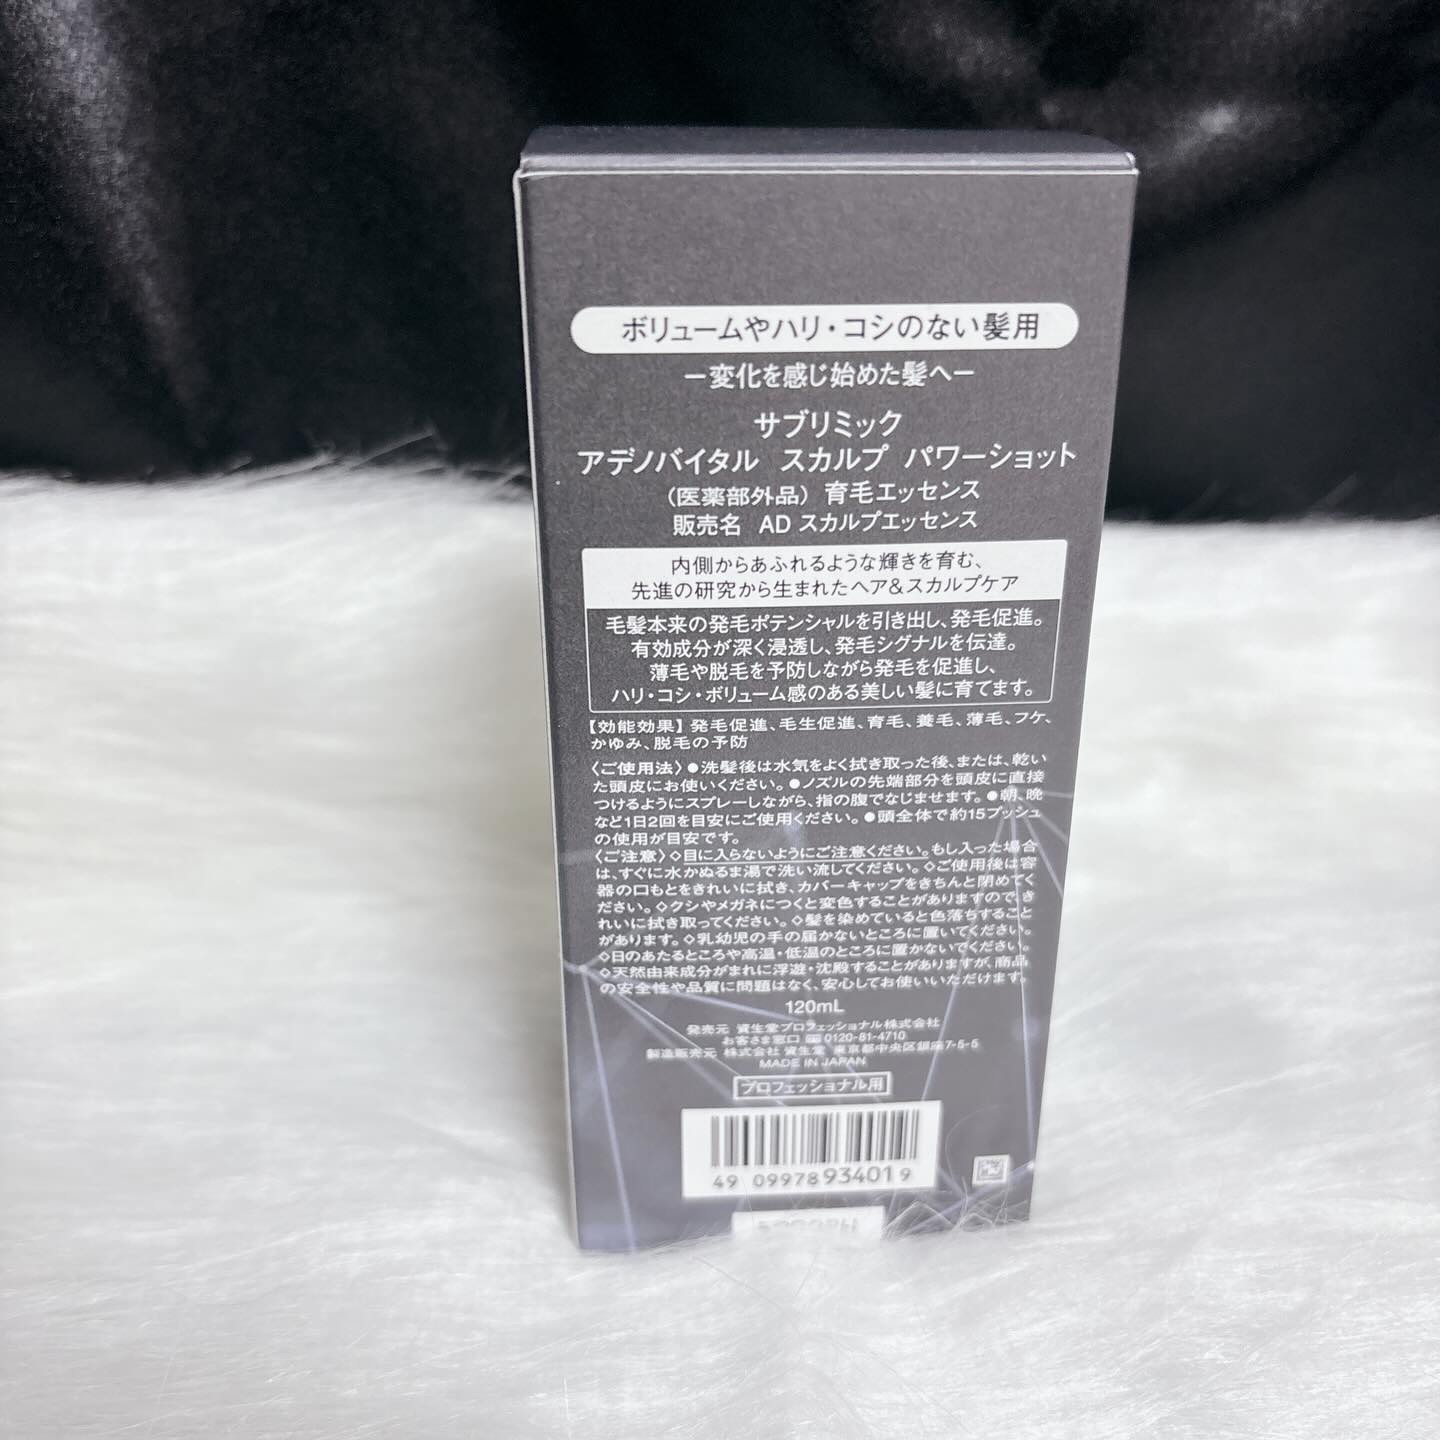 ボリュームやハリ・コシのない髪用
ー変化を感じ始めた髪へー
サブリミック
アデノバイタル スカルプ パワーショット
（医薬部外品）育毛エッセンス
販売名 AD スカルプエッセンス
内側からあふれるような輝きを育む、
先進の研究から生まれたヘア&スカルプケア
毛髪本来の発毛ポテンシャルを引き出し、発毛促進。
有効成分が深く浸透し、発毛シグナルを伝達。
薄毛や脱毛を予防しながら発毛を促進し、
ハリ・コシ・ボリューム感のある美しい髪に育てます。
【効能効果】発毛促進、毛生促進、育毛、養毛、薄毛、フケ、
かゆみ、脱毛の予防
〈ご使用法〉●洗髪後は水気をよく拭き取った後、または、乾い
た頭皮にお使いください。●ノズルの先端部分を頭皮に直接
つけるようにスプレーしながら、指の腹でなじませます。●朝、晩
など1日2回を目安にご使用ください。●頭全体で約15プッシュ
の使用が目安です。
〈ご注意〉◇目に入らないようにご注意ください。もし入った場合
は、すぐに水かぬるま湯で洗い流してください。◇ご使用後は容
器の口もとをきれいに拭き、カバーキャップをきちんと閉めてく
ださい。◇クシやメガネにつくと変色することがありますのでき
れいに拭き取ってください。◇髪を染めていると色落ちすること
があります。◇乳幼児の手の届かないところに置いてください。
◇日のあたるところや高温・低温のところに置かないでください。
◇天然由来成分がまれに浮遊・沈殿することがありますが、商品
の安全性や品質に問題はなく、安心してお使いいただけます。
120mL
発売元 資生堂プロフェッショナル株式会社
お客さま窓口 0120-81-4710
製造販売元 株式会社 資生堂 東京都中央区銀座7-5-5
MADE IN JAPAN
プロフェッショナル用
49 09978 93401 9